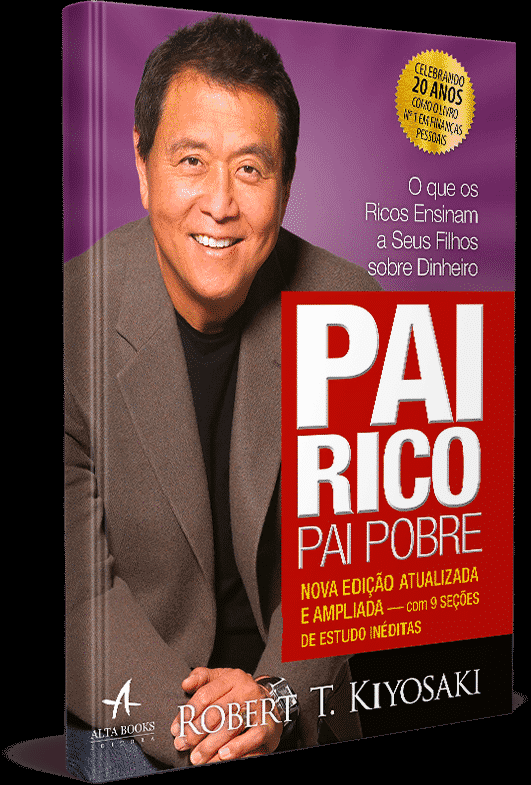 CELEBRANDO
20 ANOS
COMO O LIVRO
Nº 1 EM FINANÇAS
PESSOAIS
O que os
Ricos Ensinam
a Seus Filhos
sobre Dinheiro
PAI
RICO
PAI POBRE
NOVA EDIÇÃO ATUALIZADA
E AMPLIADA — com 9 SEÇÕES
DE ESTUDO INÉDITAS
ALTA BOOKS
EDITORA
ROBERT T. KIYOSAKI